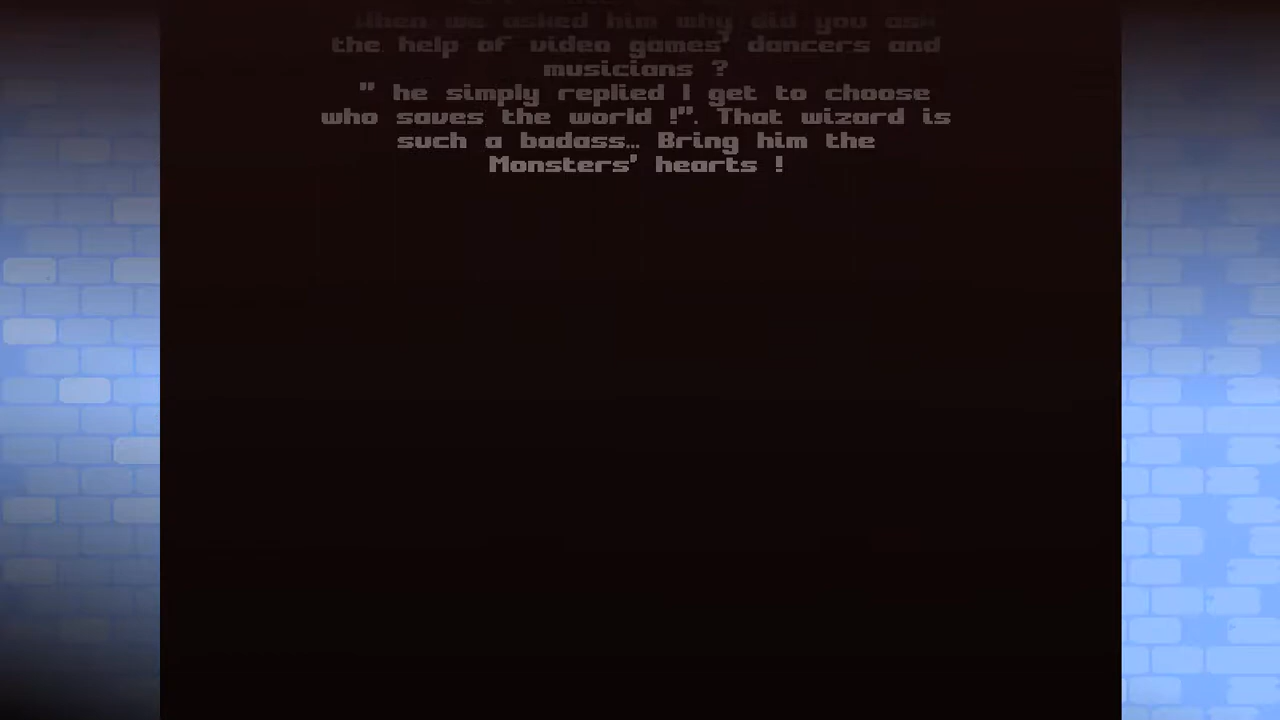 When we asked him why did you ask
the help of video games' dancers and
musicians ?
" he simply replied I get to choose
who saves the world !". That wizard is
such a badass... Bring him the
Monsters' hearts !